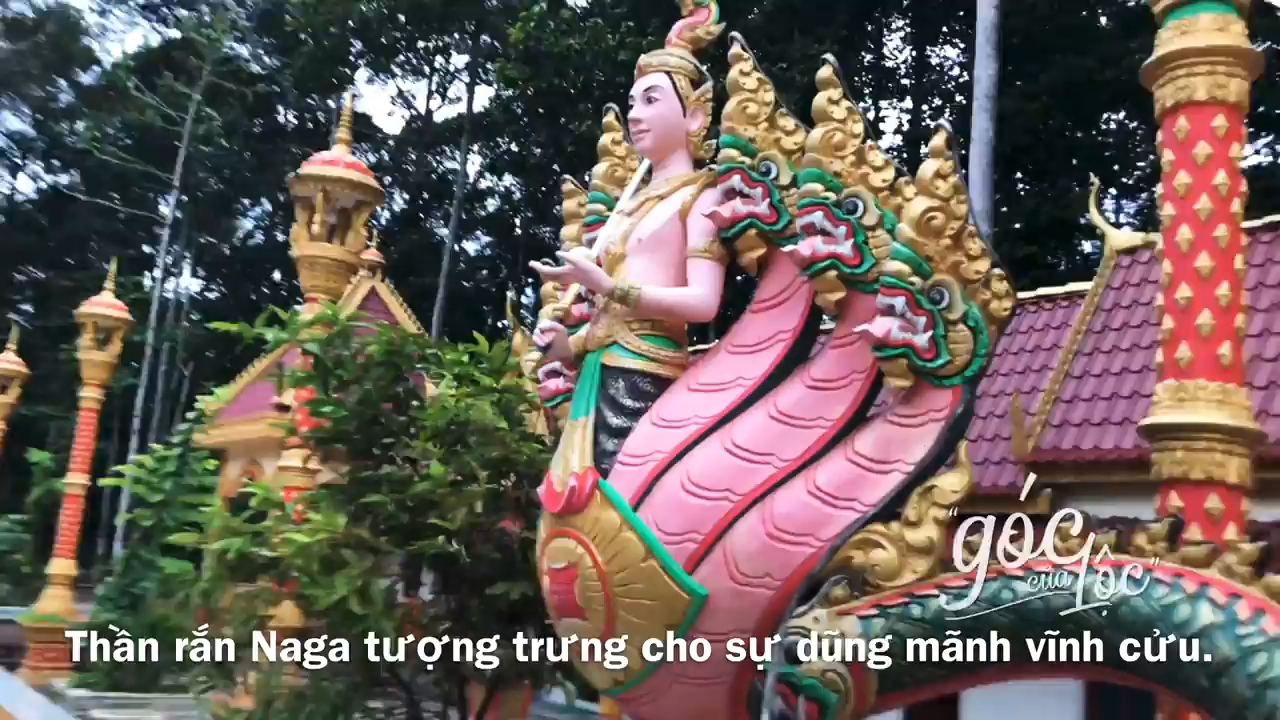 “góc
của Lộc”
Thần rắn Naga tượng trưng cho sự dũng mãnh vĩnh cửu.